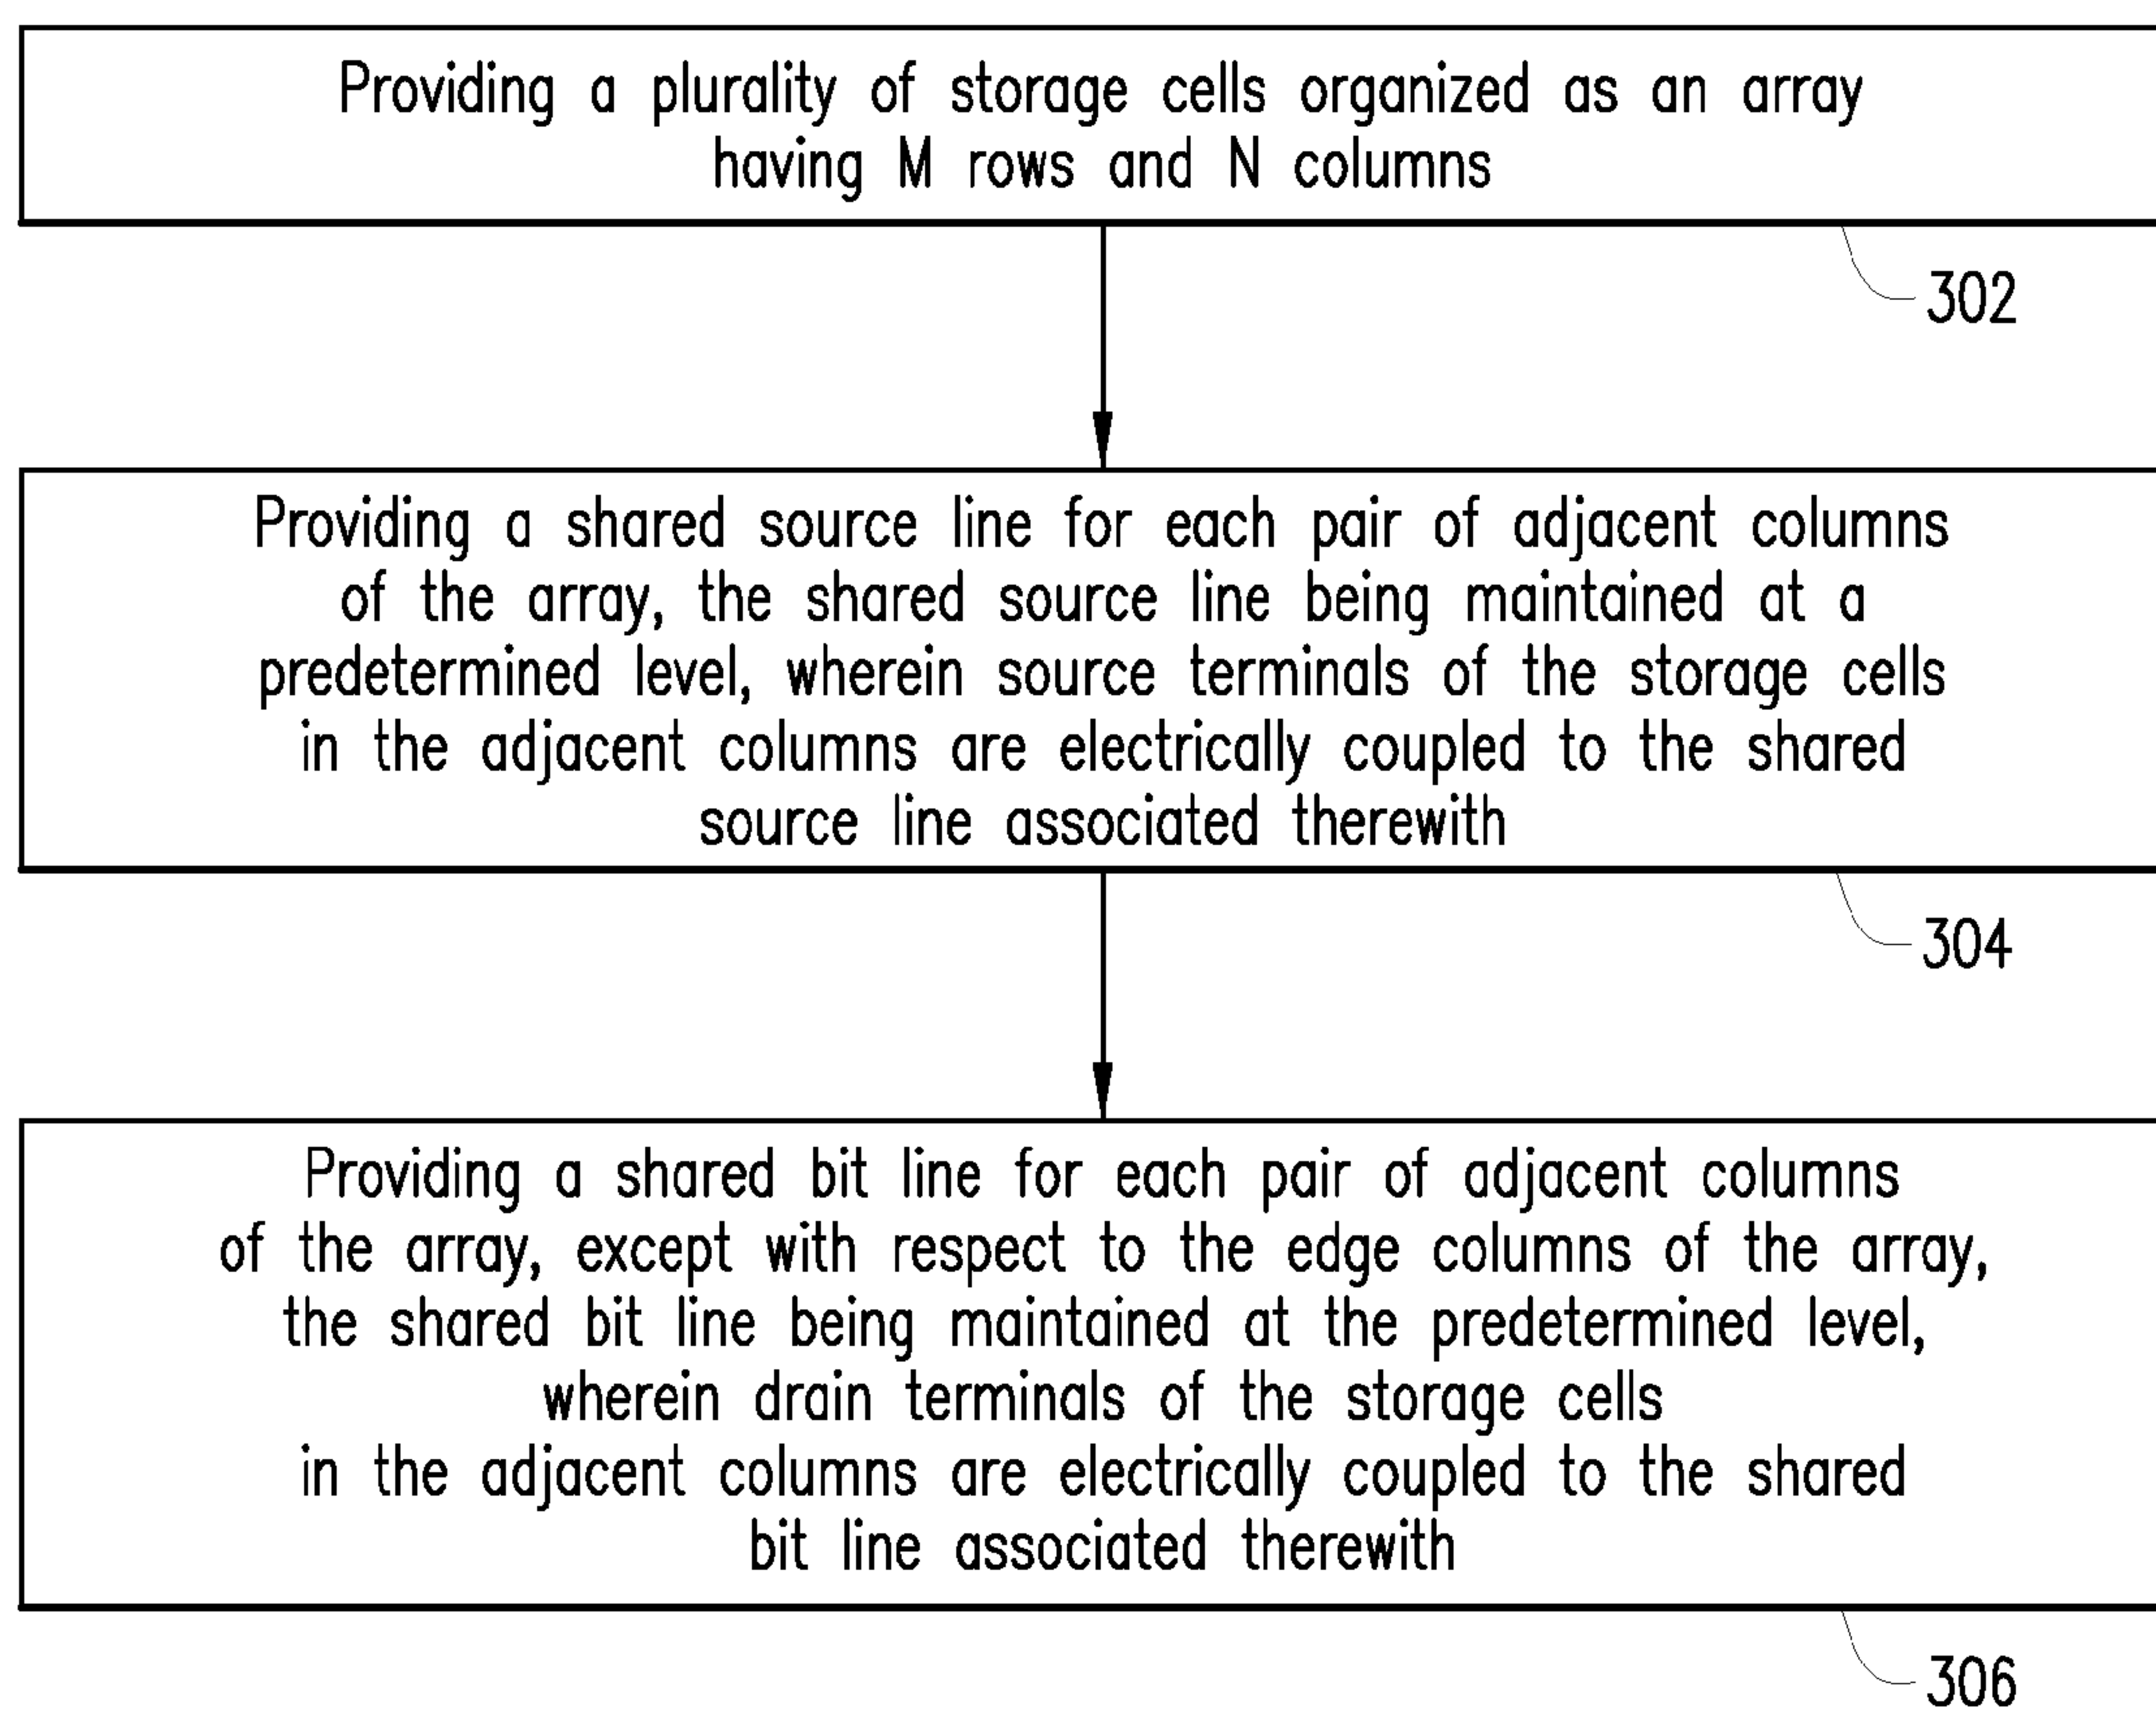 Providing a plurality of storage cells organized as an array
having M rows and N columns
302
Providing a shared source line for each pair of adjacent columns
of the array, the shared source line being maintained at a
predetermined level, wherein source terminals of the storage cells
in the adjacent columns are electrically coupled to the shared
source line associated therewith
304
Providing a shared bit line for each pair of adjacent columns
of the array, except with respect to the edge columns of the array,
the shared bit line being maintained at the predetermined level,
wherein drain terminals of the storage cells
in the adjacent columns are electrically coupled to the shared
bit line associated therewith
306